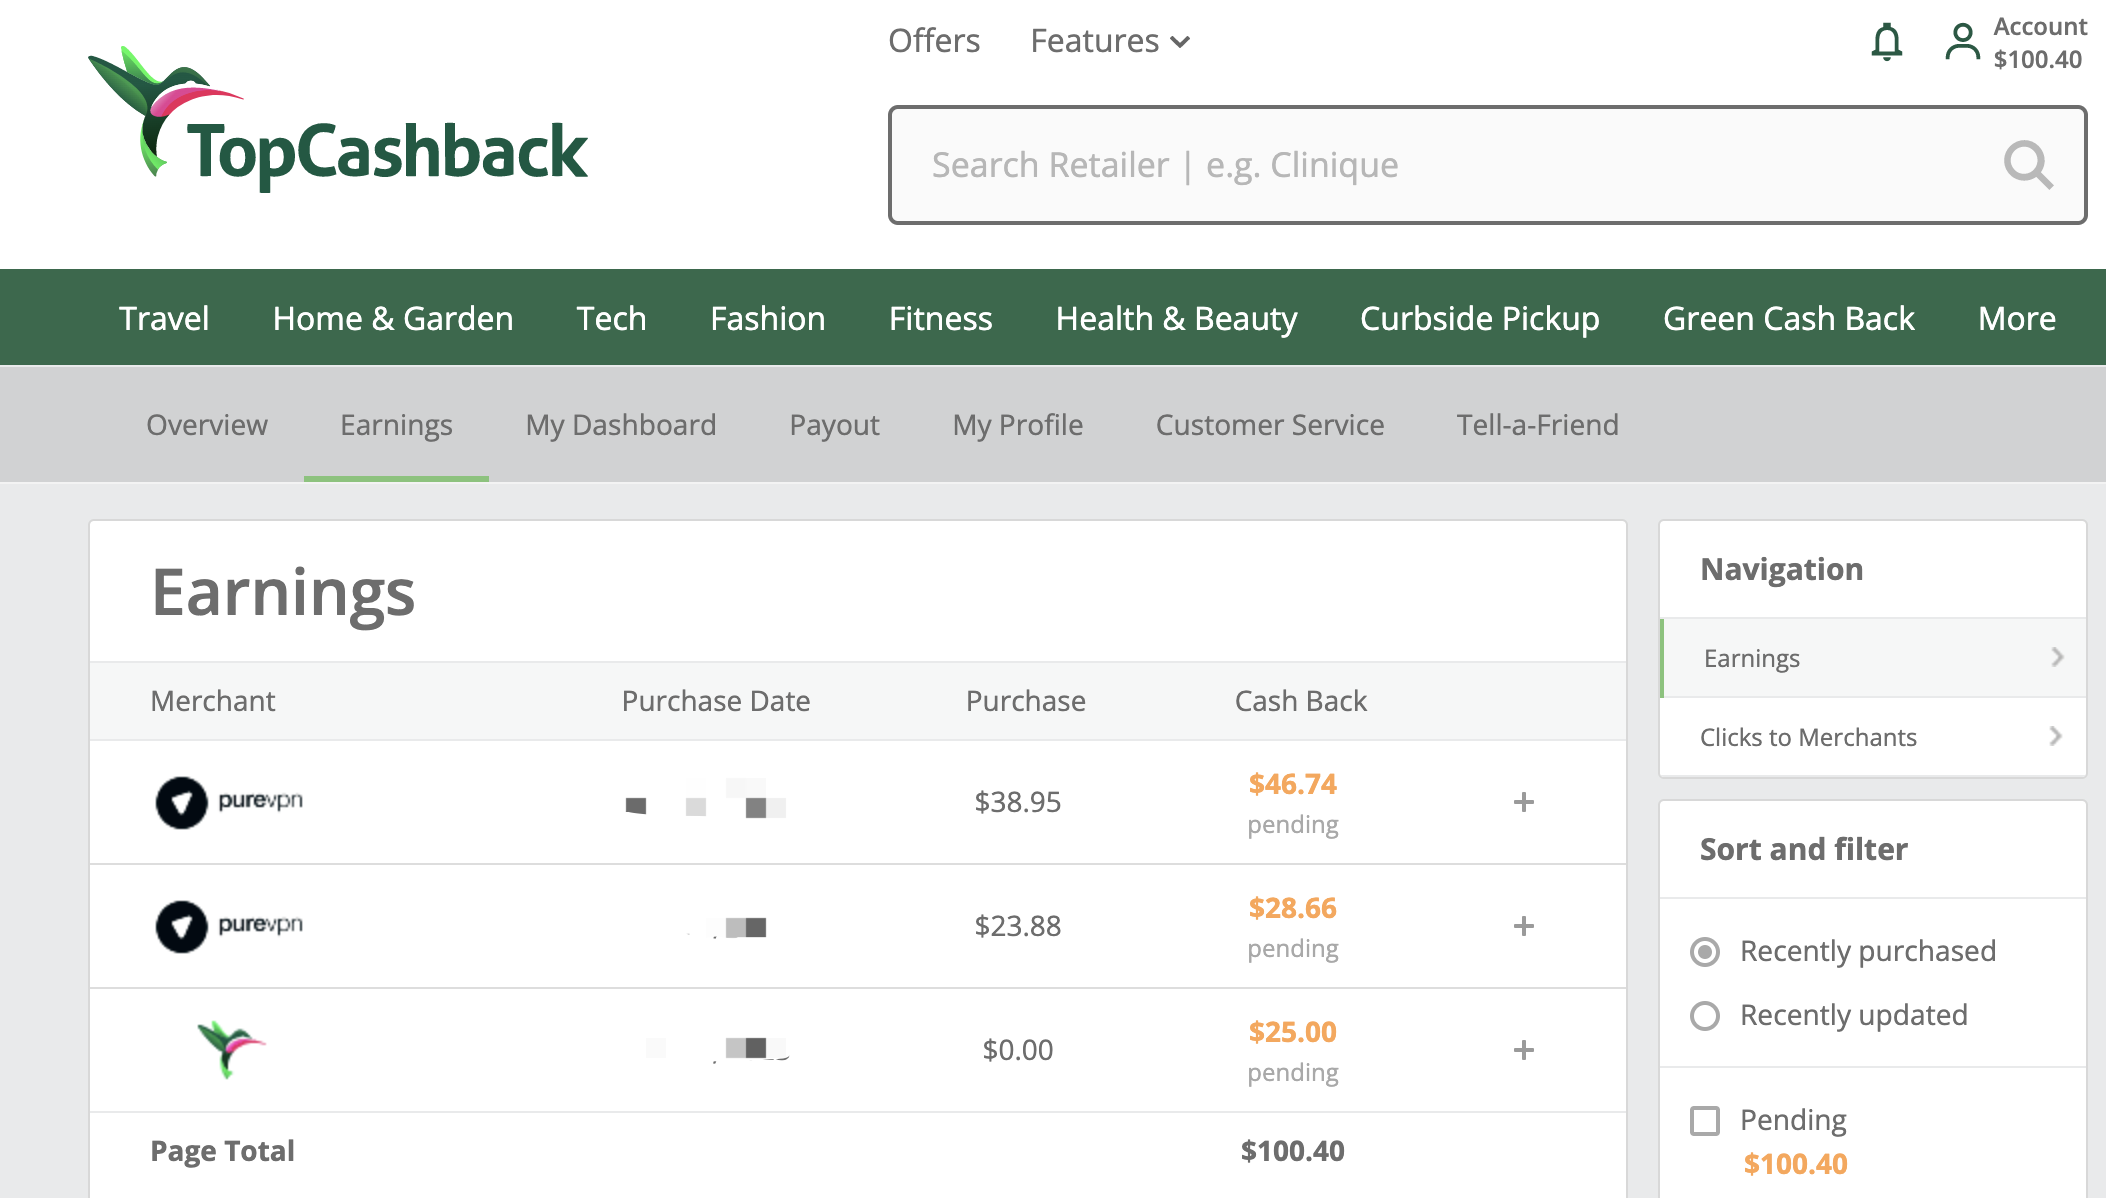 Offers Features
Account
$100.40
TopCashback
Search Retailer | e.g. Clinique
Travel Home & Garden Tech Fashion Fitness Health & Beauty Curbside Pickup Green Cash Back More
Overview Earnings My Dashboard Payout My Profile Customer Service Tell-a-Friend
Earnings
Merchant Purchase Date Purchase Cash Back
purevpn $38.95 $46.74
pending
+
purevpn $23.88 $28.66
pending
+
$0.00 $25.00
pending
+
Page Total $100.40
Navigation
Earnings
Clicks to Merchants
Sort and filter
Recently purchased
Recently updated
Pending
$100.40